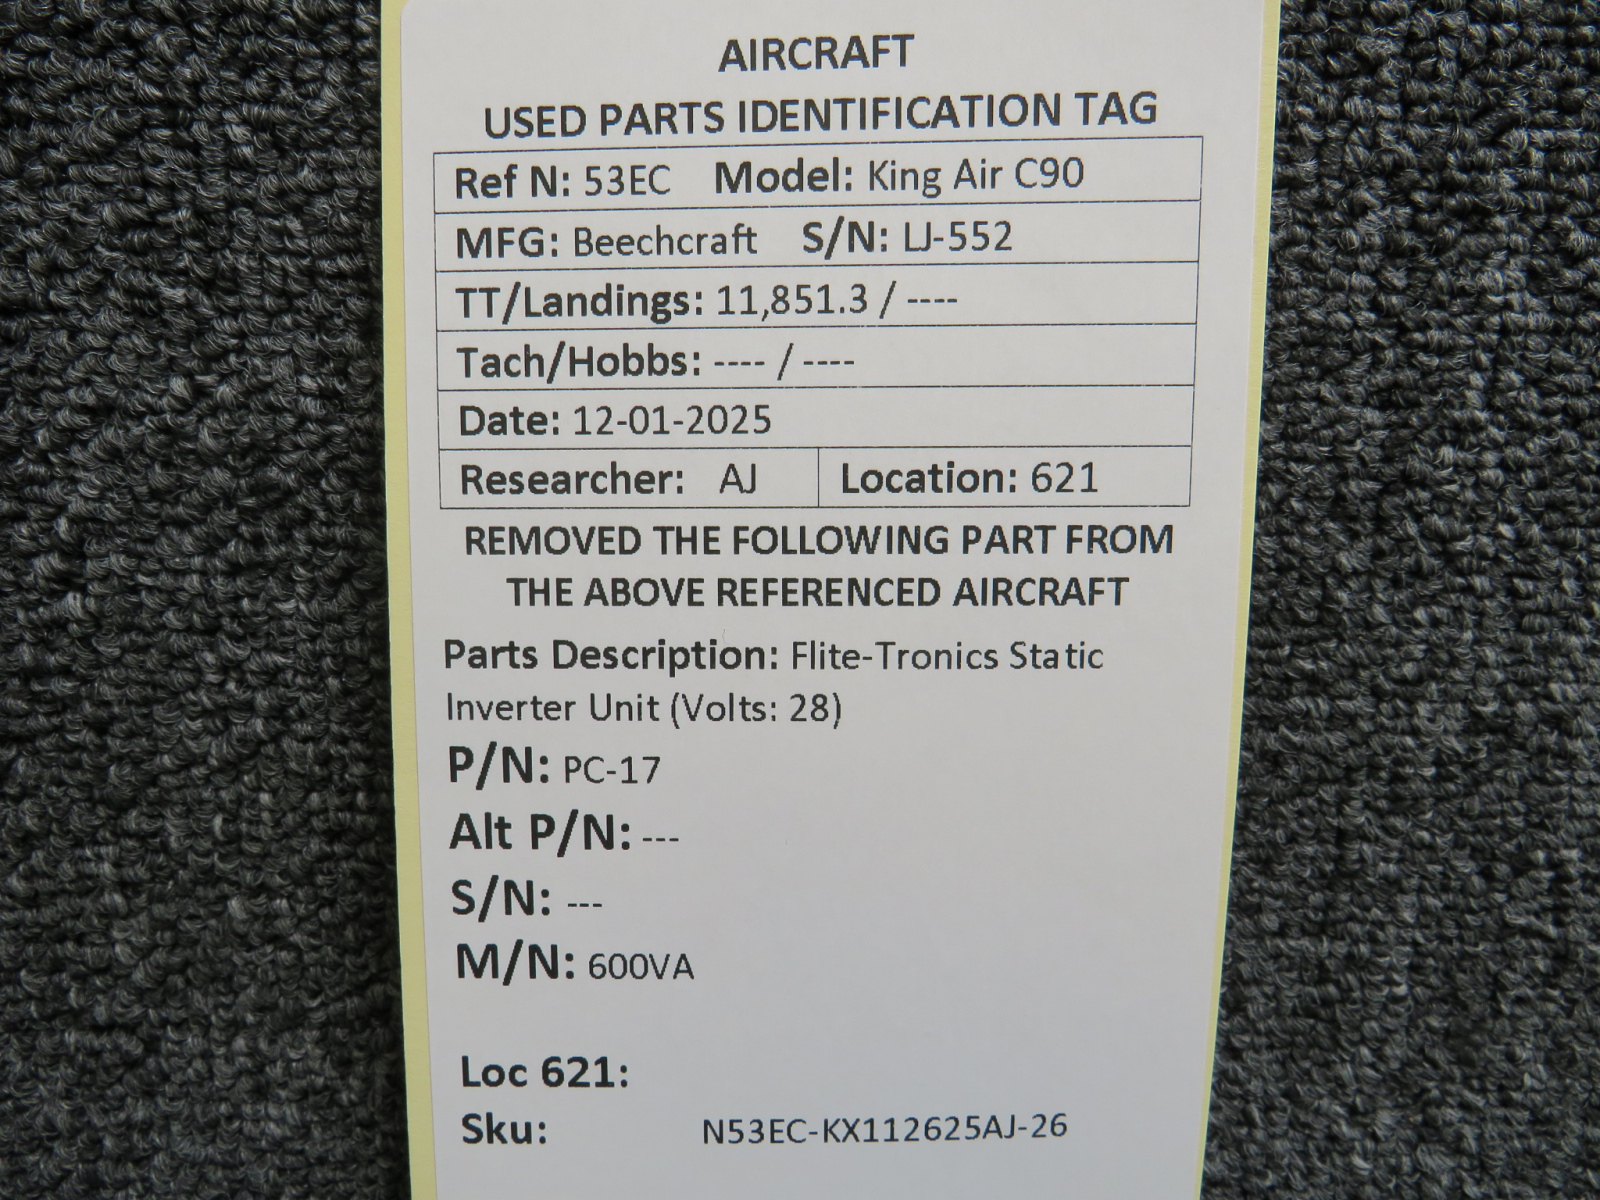 AIRCRAFT
USED PARTS IDENTIFICATION TAG
Ref N: 53EC Model: King Air C90
MFG: Beechcraft S/N: LJ-552
TT/Landings: 11,851.3 / ----
Tach/Hobbs: ---- / ----
Date: 12-01-2025
Researcher: AJ Location: 621
REMOVED THE FOLLOWING PART FROM
THE ABOVE REFERENCED AIRCRAFT
Parts Description: Flite-Tronics Static
Inverter Unit (Volts: 28)
P/N: PC-17
Alt P/N: ---
S/N: ---
M/N: 600VA
Loc 621:
Sku: N53EC-KX112625AJ-26